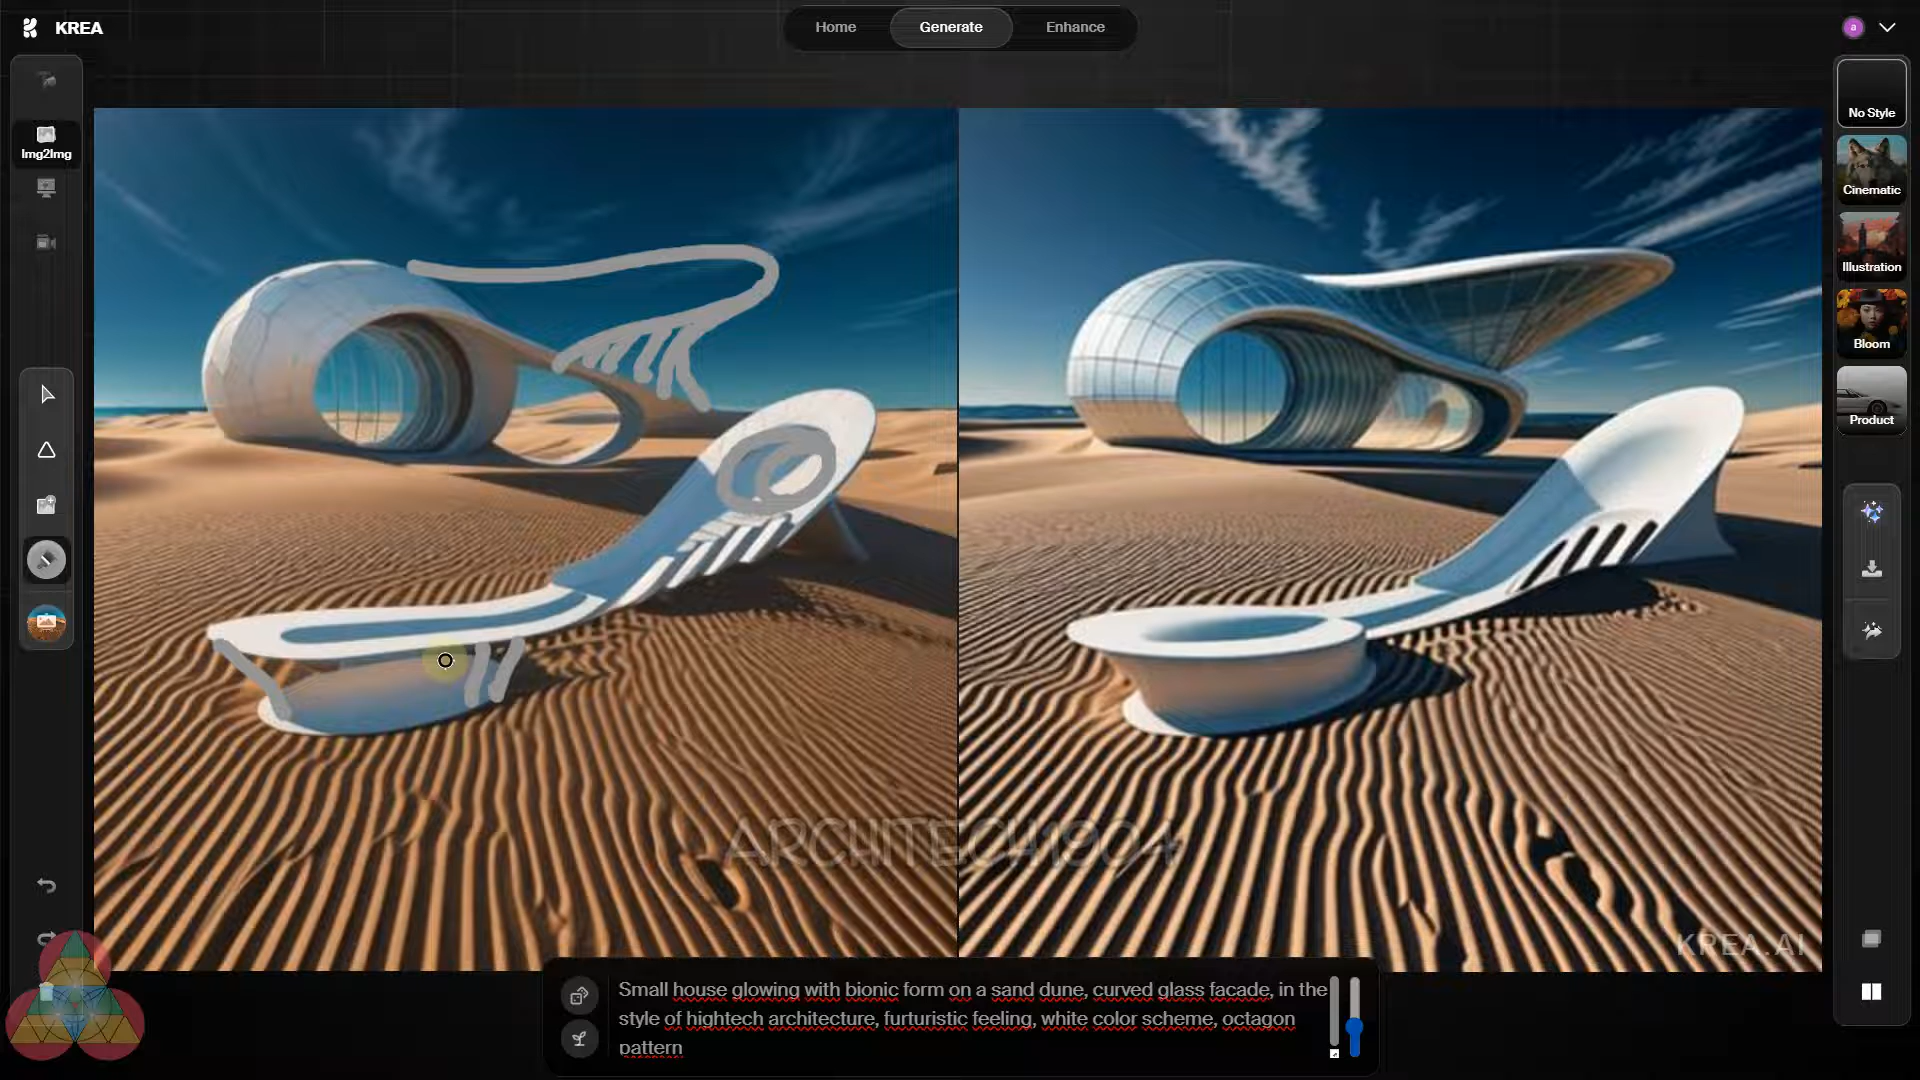 KREA
Home
Generate
Enhance
a
Img2Img
No Style
Cinematic
Illustration
Bloom
Product
ARCHITECH1904
KREA.AI
Small house glowing with bionic form on a sand dune, curved glass facade, in the
style of hightech architecture, furturistic feeling, white color scheme, octagon
pattern